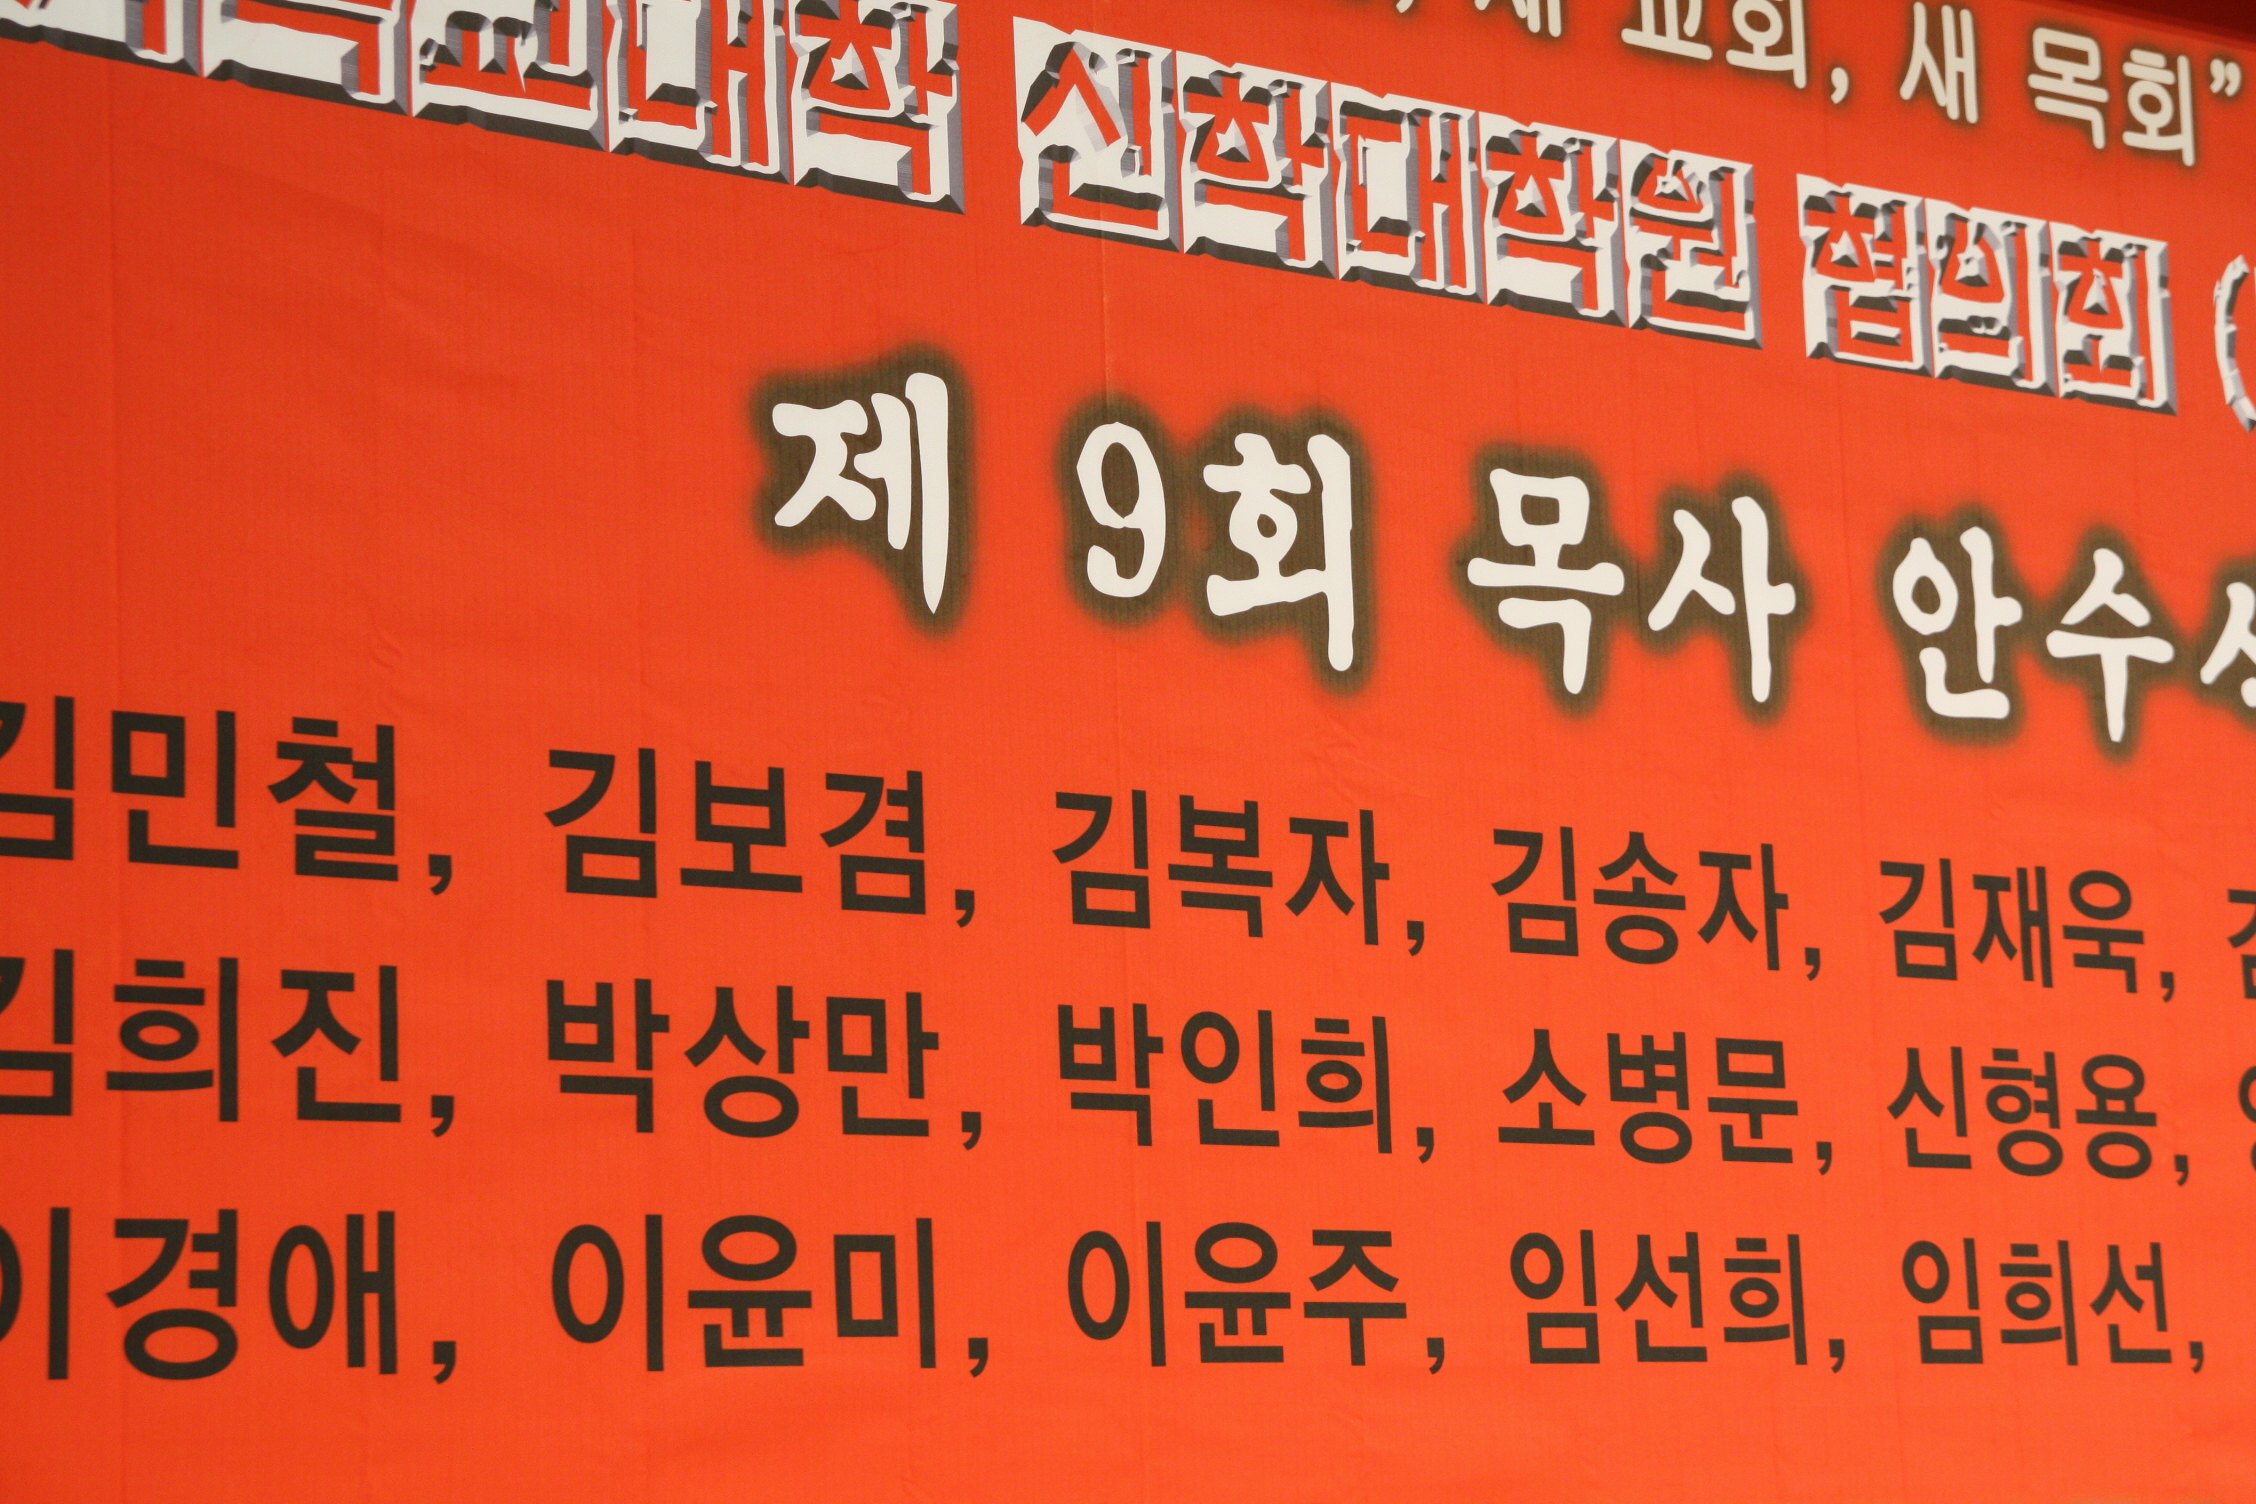 새 교회, 새 목회”
기독교대학 신학대학원 협의회 (
제 9회 목사 안수
김민철, 김보겸, 김복자, 김송자, 김재욱,
김희진, 박상만, 박인희, 소병문, 신형용,
이경애, 이윤미, 이윤주, 임선희, 임희선,